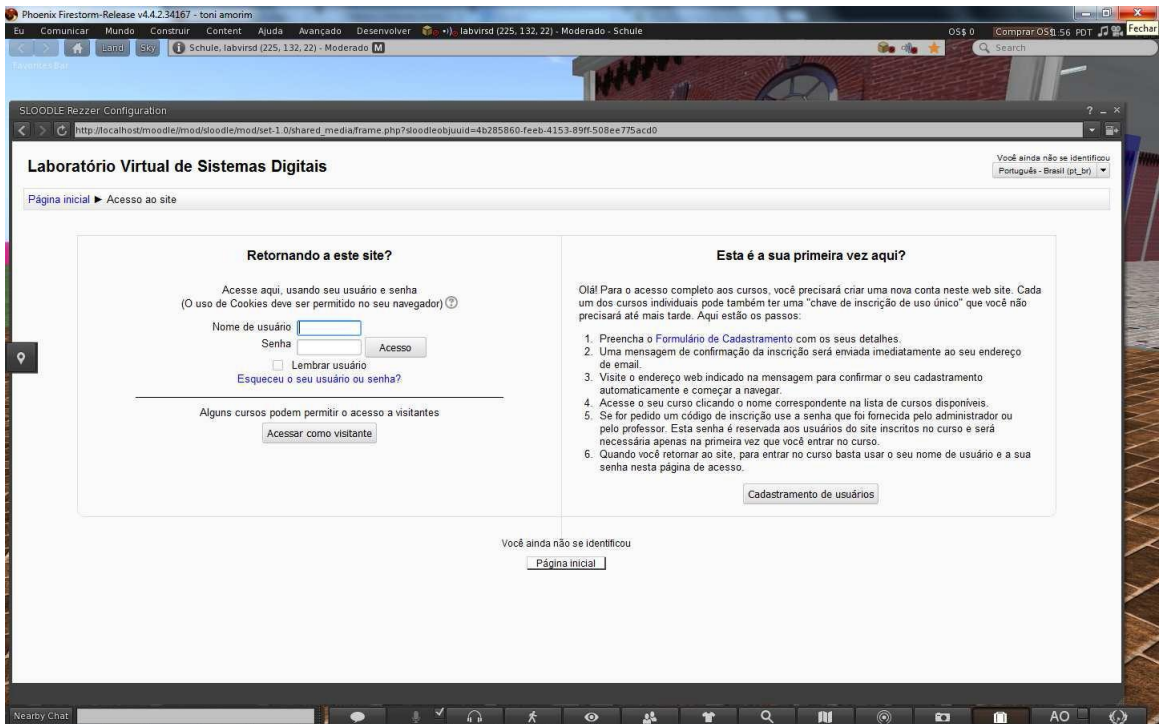 Phoenix Firestorm-Release v4.4.2.34167 - toni amorim
Eu Comunicar Mundo Construir Content Ajuda Avançado Desenvolver labvirsd (225, 132, 22) - Moderado - Schule OS$ 0 Comprar OS$ 1:56 PDT Fechar
Land Sky Schule, labvirsd (225, 132, 22) - Moderado M Search
Favorites Bar
SLOODLE Rezzer Configuration
http://localhost/moodle//mod/sloodle/mod/set-1.0/shared_media/frame.php?sloodleobjuuid=4b285860-feeb-4153-89ff-508ee775acd0
Laboratório Virtual de Sistemas Digitais
Você ainda não se identificou
Português - Brasil (pt_br)
Página inicial ► Acesso ao site
Retornando a este site?
Acesse aqui, usando seu usuário e senha
(O uso de Cookies deve ser permitido no seu navegador) ?
Nome de usuário
Senha
Acesso
Lembrar usuário
Esqueceu o seu usuário ou senha?
Alguns cursos podem permitir o acesso a visitantes
Acessar como visitante
Esta é a sua primeira vez aqui?
Olá! Para o acesso completo aos cursos, você precisará criar uma nova conta neste web site. Cada
um dos cursos individuais pode também ter uma "chave de inscrição de uso único" que você não
precisará até mais tarde. Aqui estão os passos:
1. Preencha o Formulário de Cadastramento com os seus detalhes.
2. Uma mensagem de confirmação da inscrição será enviada imediatamente ao seu endereço
de email.
3. Visite o endereço web indicado na mensagem para confirmar o seu cadastramento
automaticamente e começar a navegar.
4. Acesse o seu curso clicando o nome correspondente na lista de cursos disponíveis.
5. Se for pedido um código de inscrição use a senha que foi fornecida pelo administrador ou
pelo professor. Esta senha é reservada aos usuários do site inscritos no curso e será
necessária apenas na primeira vez que você entrar no curso.
6. Quando você retornar ao site, para entrar no curso basta usar o seu nome de usuário e a sua
senha nesta página de acesso.
Cadastramento de usuários
Você ainda não se identificou
Página inicial
Nearby Chat
AO